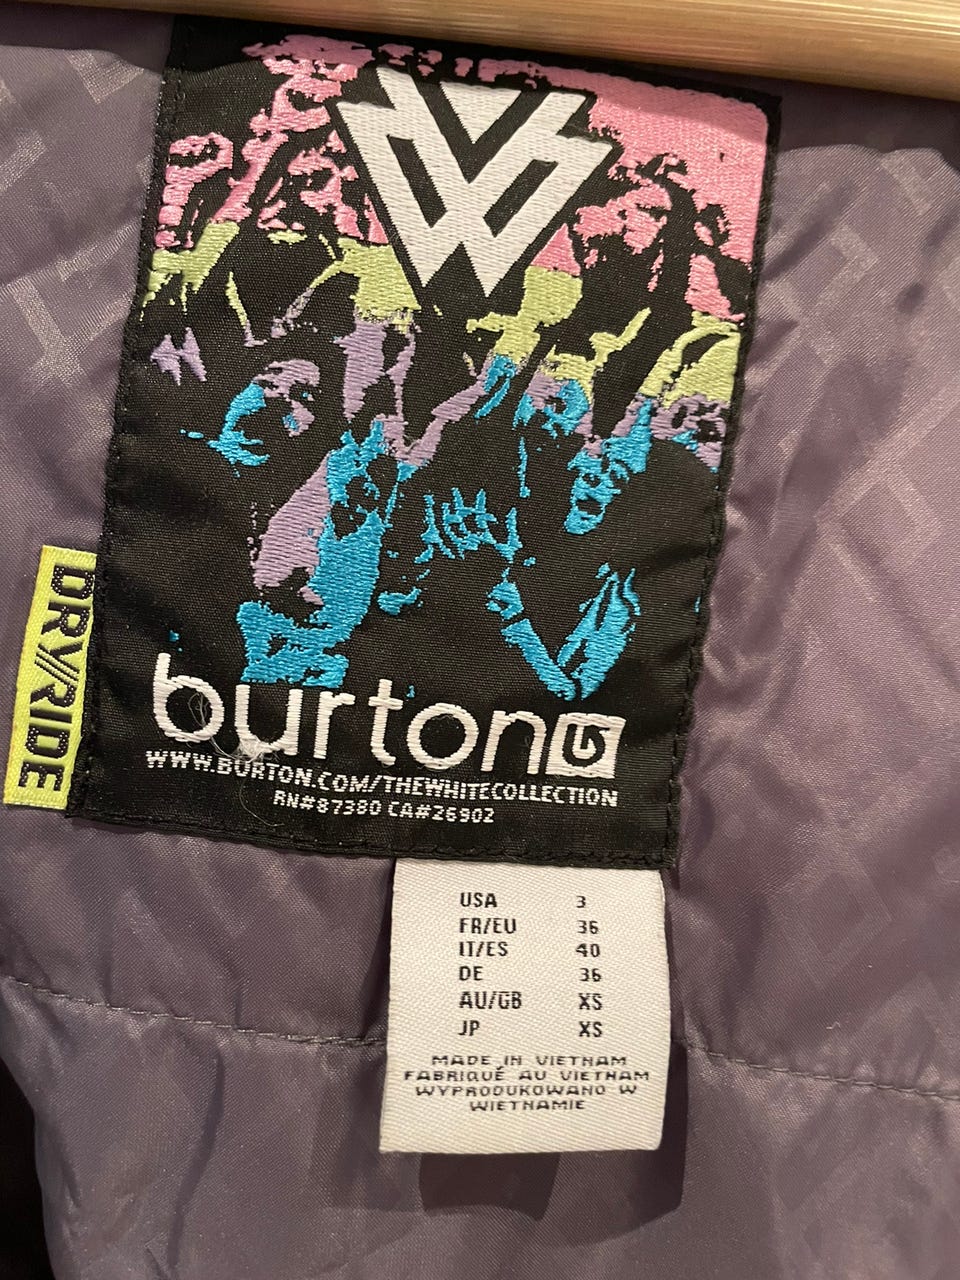 burton
WWW.BURTON.COM/THEWHITECOLLECTION
RN#87380 CA#26902
DRY//RIDE
USA 3
FR/EU 36
IT/ES 40
DE 36
AU/GB XS
JP XS
MADE IN VIETNAM
FABRIQUÉ AU VIETNAM
WYPRODUKOWANO W
WIETNAMIE